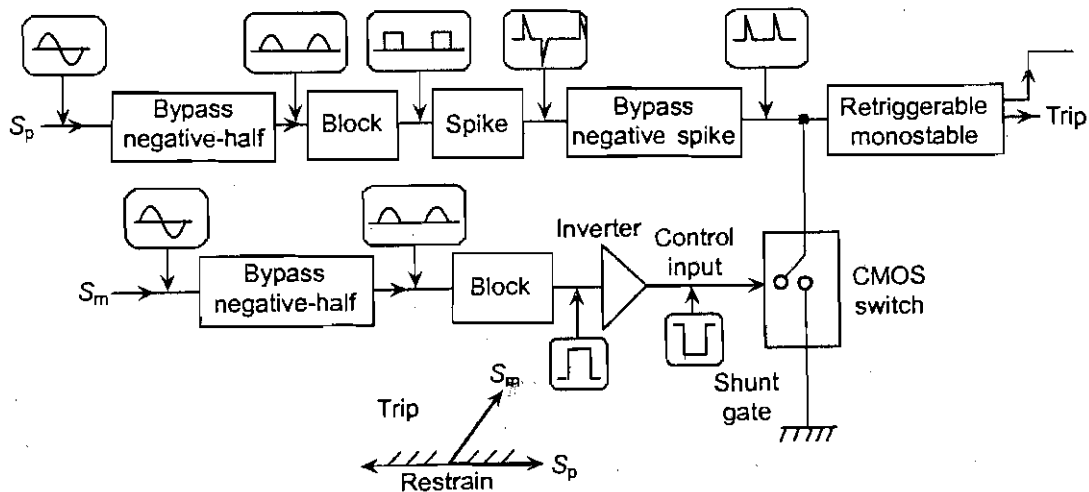 Sp
Bypass
negative-half
Block
Spike
Bypass
negative spike
Retriggerable
monostable
Trip
Sm
Bypass
negative-half
Block
Inverter
Control
input
CMOS
switch
Shunt
gate
Sm
Trip
Sp
Restrain